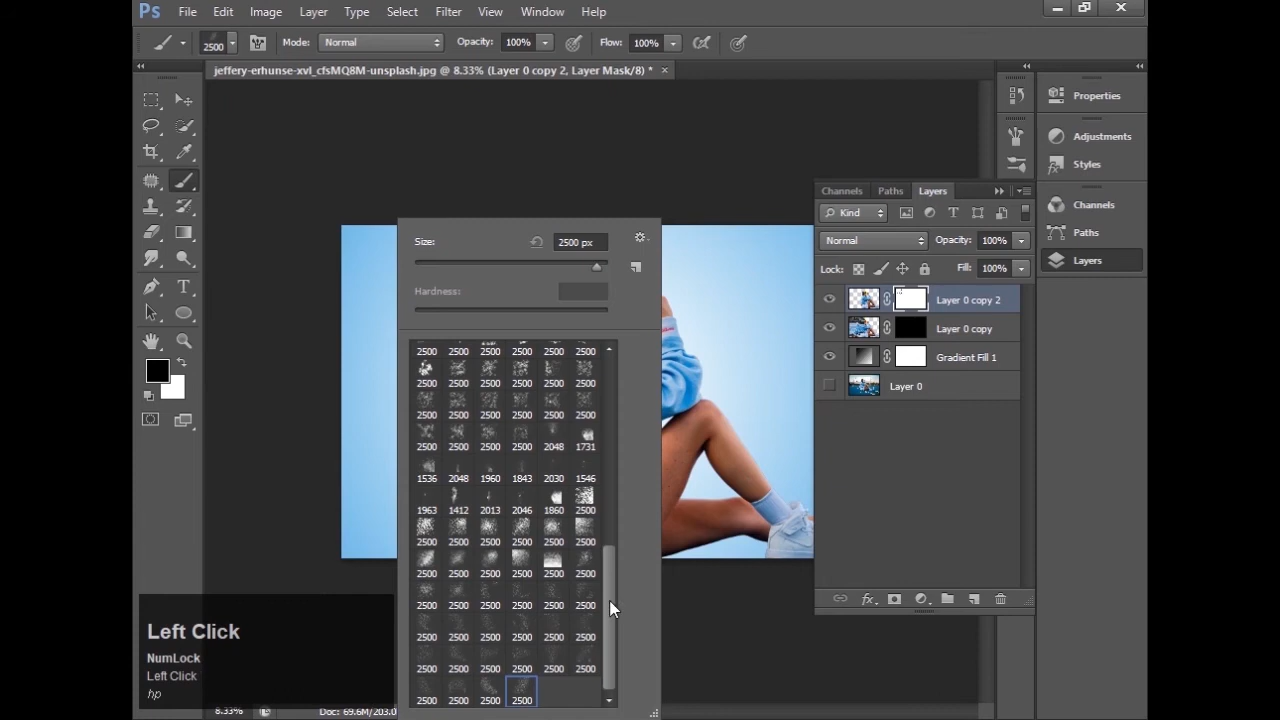 Ps File Edit Image Layer Type Select Filter View Window Help
2500 Mode: Normal Opacity: 100% Flow: 100%
jeffery-erhunse-xvl_cfsMQ8M-unsplash.jpg @ 8.33% (Layer 0 copy 2, Layer Mask/8) *
Size: 2500 px
Hardness:
2500 2500 2500 2500 2500 2500
2500 2500 2500 2500 2500 2500
2500 2500 2500 2500 2500 2500
2500 2500 2500 2500 2048 1731
1536 2048 1960 1843 2030 1546
1963 1412 2013 2046 1860 2500
2500 2500 2500 2500 2500 2500
2500 2500 2500 2500 2500 2500
2500 2500 2500 2500 2500 2500
2500 2500 2500 2500 2500 2500
2500 2500 2500 2500 2500 2500
2500 2500 2500 2500
Channels Paths Layers
Kind
Normal Opacity: 100%
Lock: Fill: 100%
Layer 0 copy 2
Layer 0 copy
Gradient Fill 1
Layer 0
Properties
Adjustments
Styles
Channels
Paths
Layers
Left Click
NumLock
Left Click
hp
8.33% Doc: 69.6M/203.0